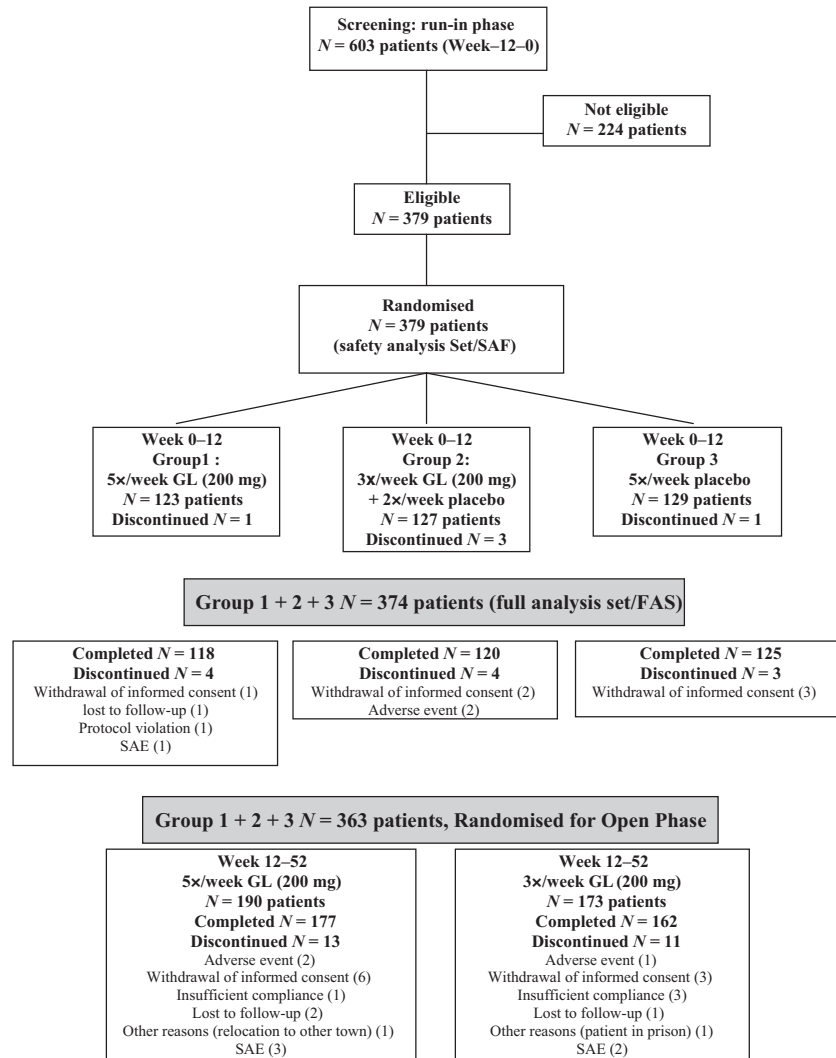 Screening: run-in phase
N = 603 patients (Week–12–0)
Not eligible
N = 224 patients
Eligible
N = 379 patients
Randomised
N = 379 patients
(safety analysis Set/SAF)
Week 0–12
Group1 :
5×/week GL (200 mg)
N = 123 patients
Discontinued N = 1
Week 0–12
Group 2:
3x/week GL (200 mg)
+ 2×/week placebo
N = 127 patients
Discontinued N = 3
Week 0–12
Group 3
5×/week placebo
N = 129 patients
Discontinued N = 1
Group 1 + 2 + 3 N = 374 patients (full analysis set/FAS)
Completed N = 118
Discontinued N = 4
Withdrawal of informed consent (1)
lost to follow-up (1)
Protocol violation (1)
SAE (1)
Completed N = 120
Discontinued N = 4
Withdrawal of informed consent (2)
Adverse event (2)
Completed N = 125
Discontinued N = 3
Withdrawal of informed consent (3)
Group 1 + 2 + 3 N = 363 patients, Randomised for Open Phase
Week 12–52
5×/week GL (200 mg)
N = 190 patients
Completed N = 177
Discontinued N = 13
Adverse event (2)
Withdrawal of informed consent (6)
Insufficient compliance (1)
Lost to follow-up (2)
Other reasons (relocation to other town) (1)
SAE (3)
Week 12–52
3×/week GL (200 mg)
N = 173 patients
Completed N = 162
Discontinued N = 11
Adverse event (1)
Withdrawal of informed consent (3)
Insufficient compliance (3)
Lost to follow-up (1)
Other reasons (patient in prison) (1)
SAE (2)